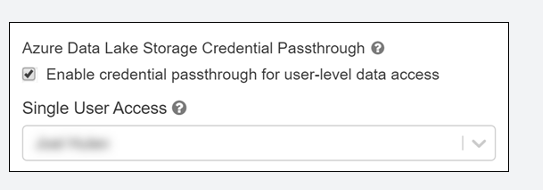 Azure Data Lake Storage Credential Passthrough ?
Enable credential passthrough for user-level data access
Single User Access ?